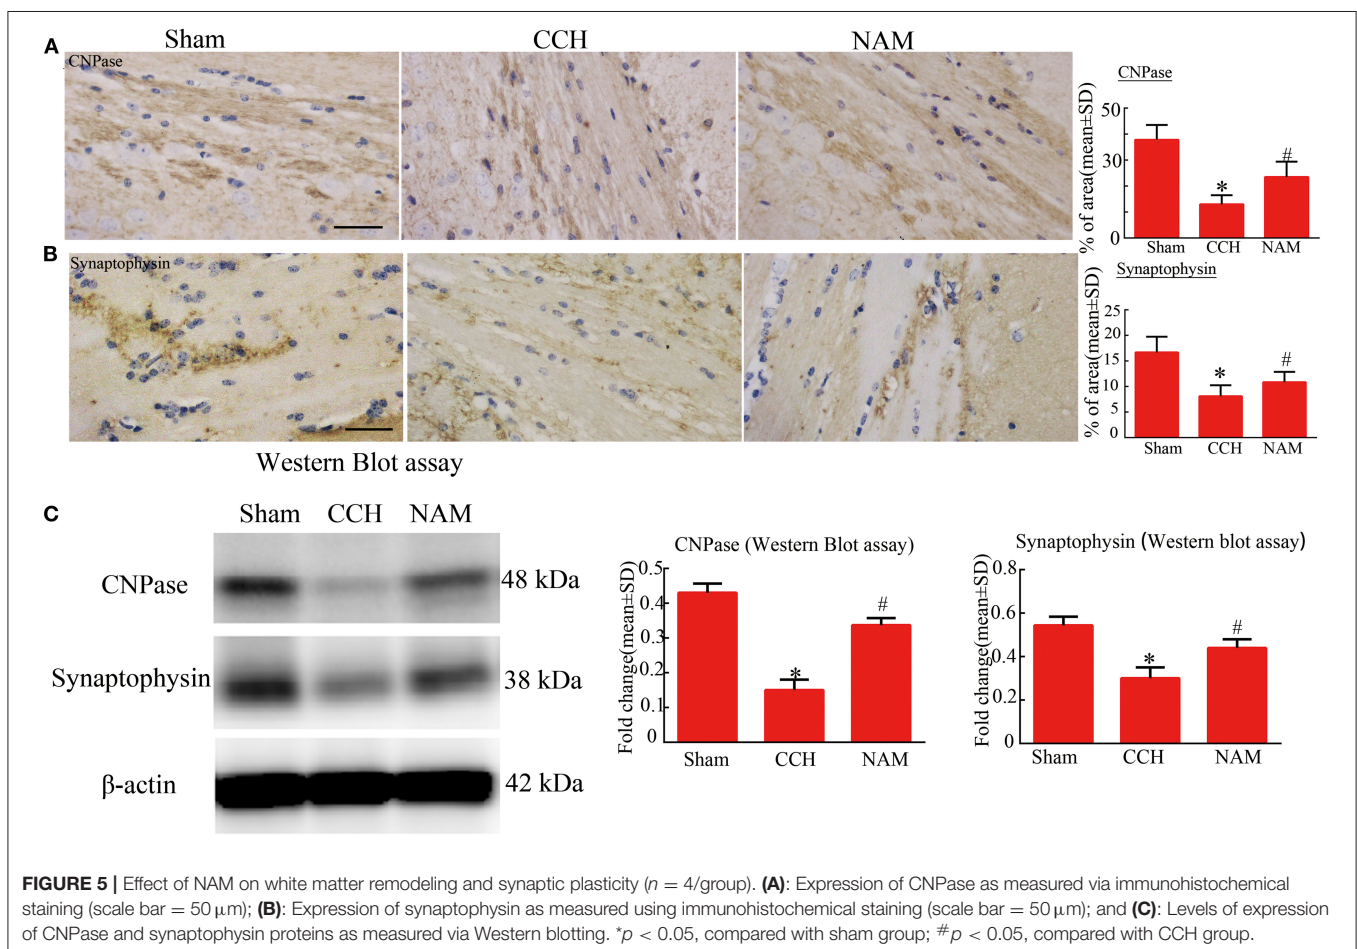 A
Sham
CCH
NAM
CNPase
CNPase
% of area(mean±SD)
50
30
0
*
#
Sham CCH NAM
B
Synaptophysin
Synaptophysin
% of area(mean±SD)
25
20
15
10
5
0
*
#
Sham CCH NAM
Western Blot assay
C
Sham CCH NAM
CNPase
48 kDa
Synaptophysin
38 kDa
β-actin
42 kDa
CNPase (Western Blot assay)
Fold change(mean±SD)
0.5
0.4
0.3
0.2
0.1
0
*
#
Sham CCH NAM
Synaptophysin (Western blot assay)
Fold change(mean±SD)
0.8
0.6
0.4
0.2
0
*
#
Sham CCH NAM
FIGURE 5 | Effect of NAM on white matter remodeling and synaptic plasticity (n = 4/group). (A): Expression of CNPase as measured via immunohistochemical
staining (scale bar = 50 μm); (B): Expression of synaptophysin as measured using immunohistochemical staining (scale bar = 50 μm); and (C): Levels of expression
of CNPase and synaptophysin proteins as measured via Western blotting. *p < 0.05, compared with sham group; #p < 0.05, compared with CCH group.